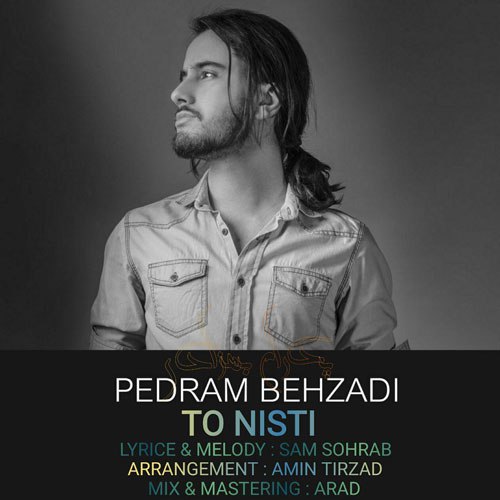 PEDRAM BEHZADI
TO NISTI
LYRICE & MELODY : SAM SOHRAB
ARRANGEMENT : AMIN TIRZAD
MIX & MASTERING : ARAD